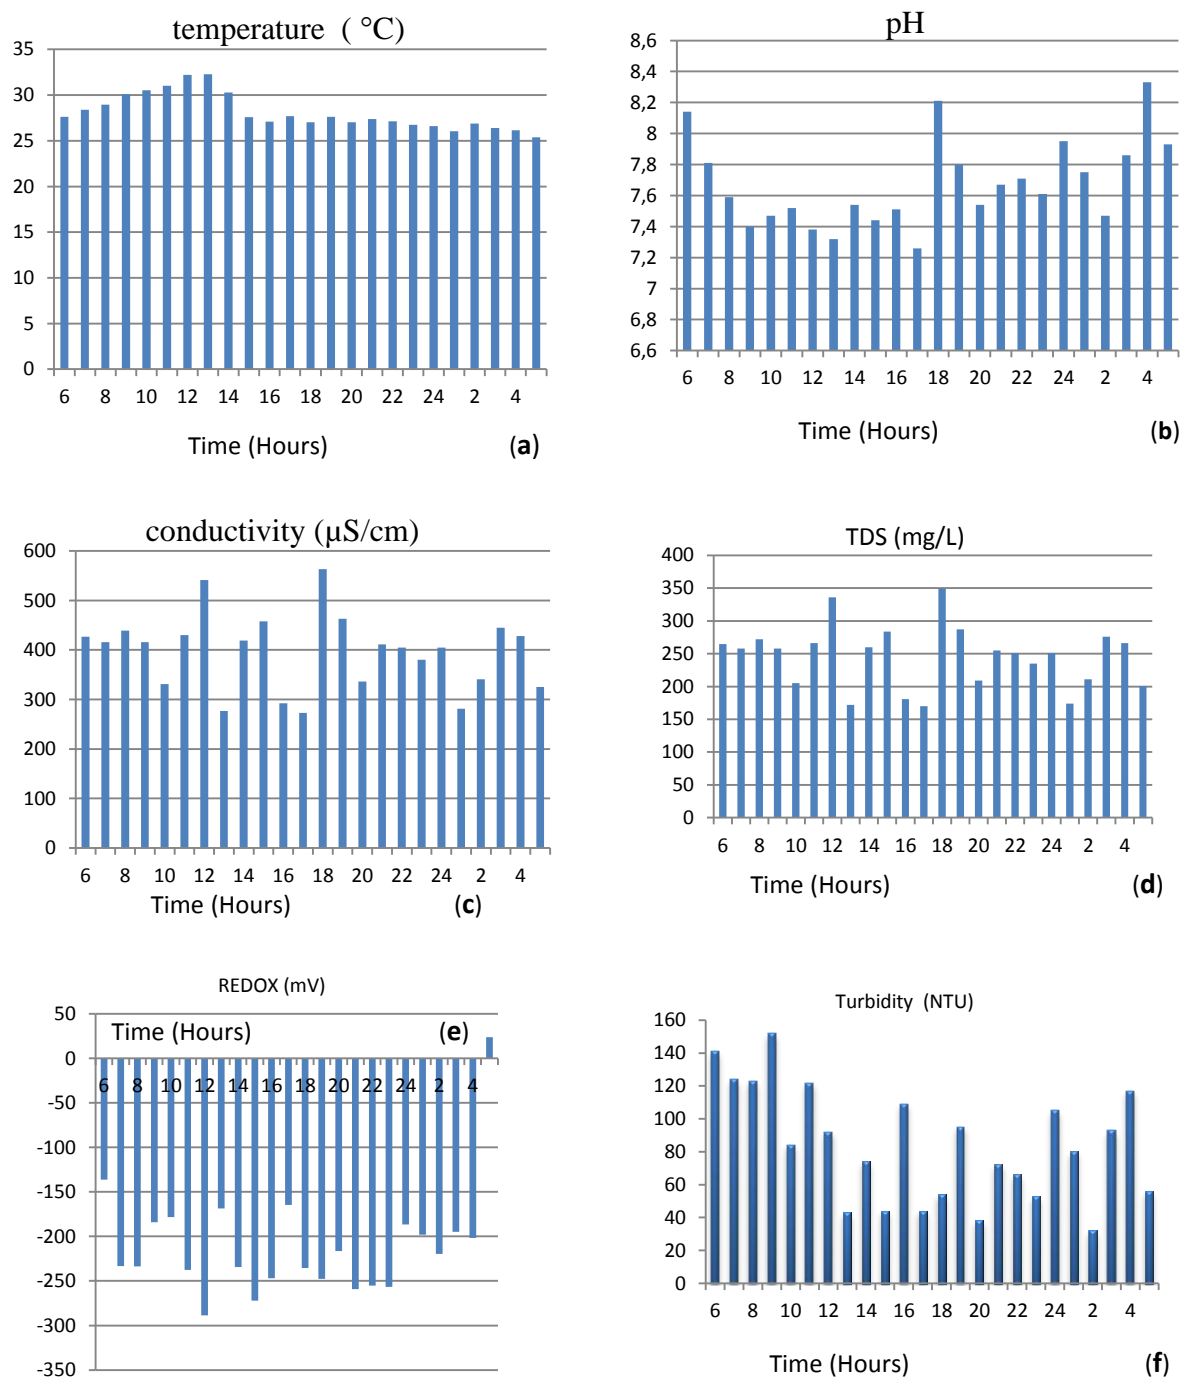 temperature ( °C)
35
30
25
20
15
10
5
0
6 8 10 12 14 16 18 20 22 24 2 4
Time (Hours) (a)
pH
8,6
8,4
8,2
8
7,8
7,6
7,4
7,2
7
6,8
6,6
6 8 10 12 14 16 18 20 22 24 2 4
Time (Hours) (b)
conductivity (µS/cm)
600
500
400
300
200
100
0
6 8 10 12 14 16 18 20 22 24 2 4
Time (Hours) (c)
TDS (mg/L)
400
350
300
250
200
150
100
50
0
6 8 10 12 14 16 18 20 22 24 2 4
Time (Hours) (d)
REDOX (mV)
50
Time (Hours) (e)
0
6 8 10 12 14 16 18 20 22 24 2 4
-50
-100
-150
-200
-250
-300
-350
Turbidity (NTU)
160
140
120
100
80
60
40
20
0
6 8 10 12 14 16 18 20 22 24 2 4
Time (Hours) (f)